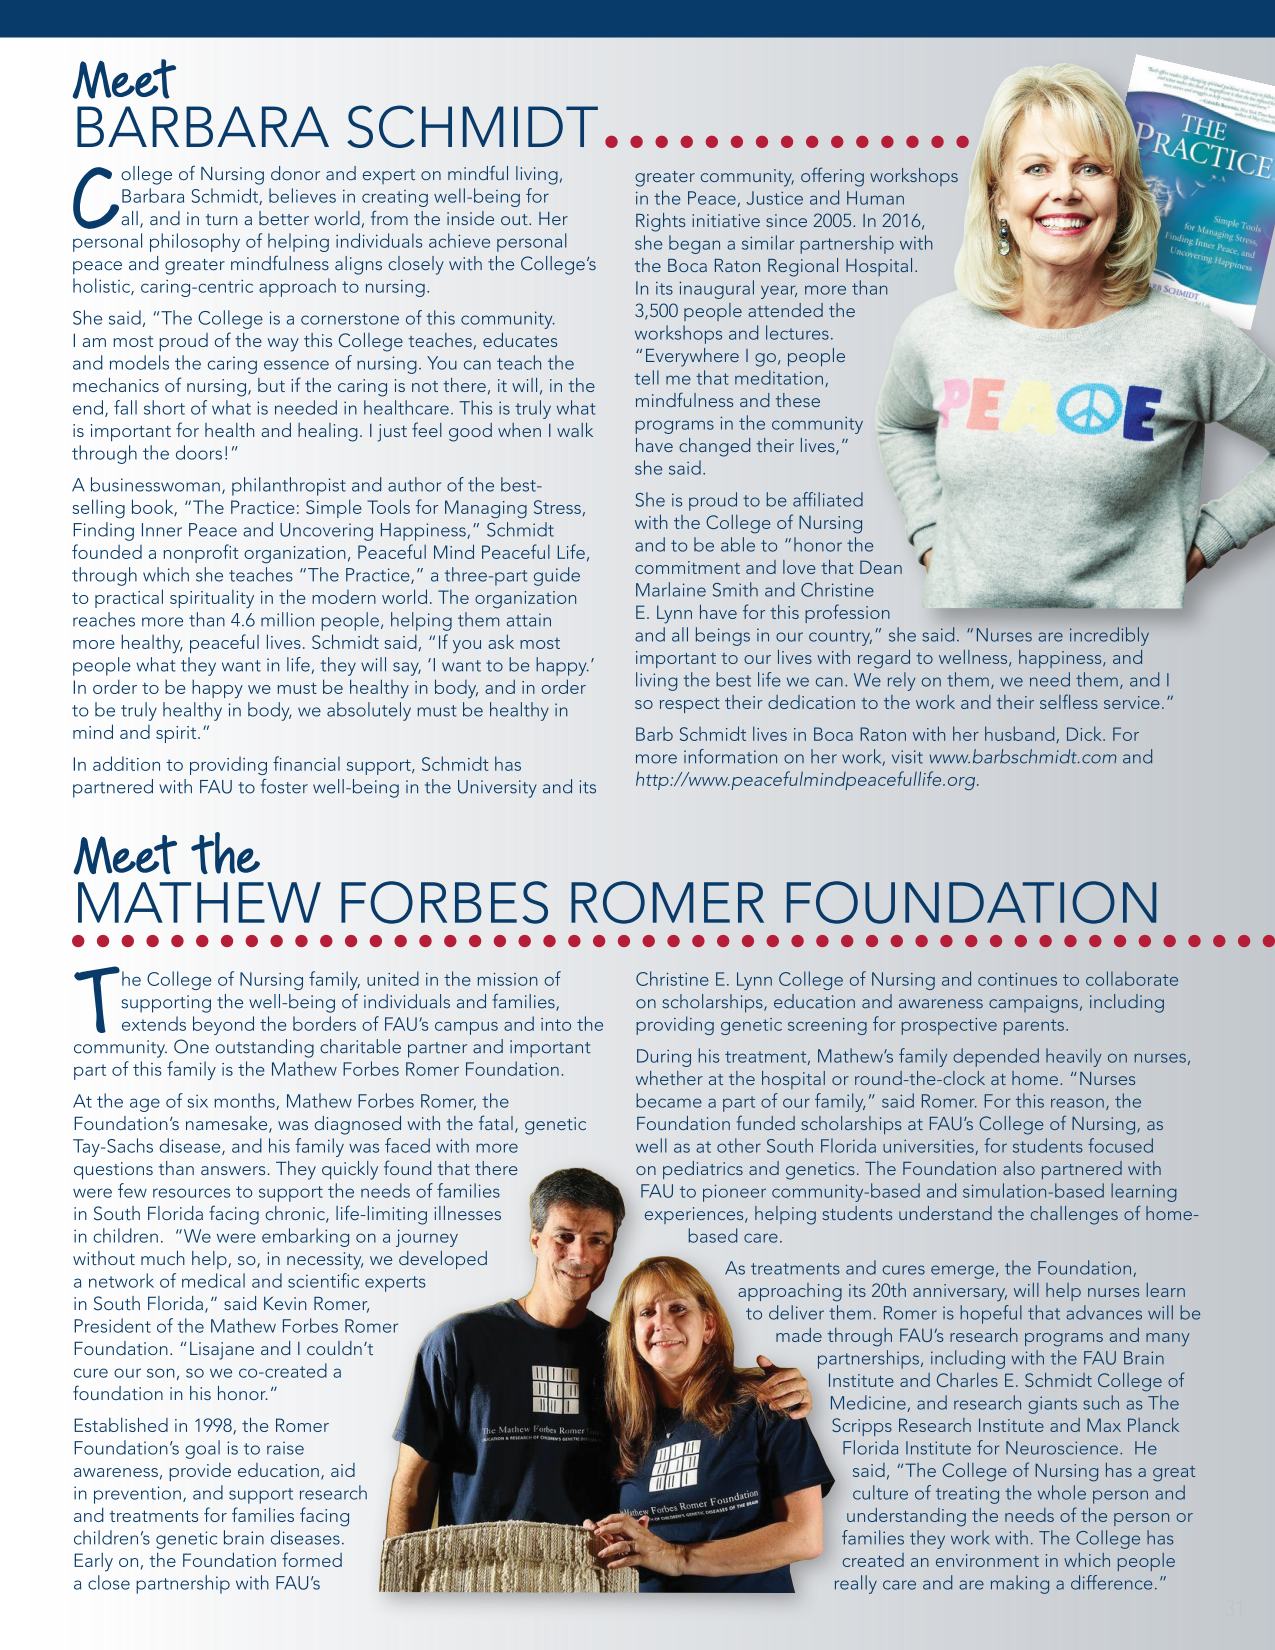 Meet
BARBARA SCHMIDT
College of Nursing donor and expert on mindful living,
Barbara Schmidt, believes in creating well-being for
all, and in turn a better world, from the inside out. Her
personal philosophy of helping individuals achieve personal
peace and greater mindfulness aligns closely with the College’s
holistic, caring-centric approach to nursing.
She said, “The College is a cornerstone of this community.
I am most proud of the way this College teaches, educates
and models the caring essence of nursing. You can teach the
mechanics of nursing, but if the caring is not there, it will, in the
end, fall short of what is needed in healthcare. This is truly what
is important for health and healing. I just feel good when I walk
through the doors!”
A businesswoman, philanthropist and author of the best-
selling book, “The Practice: Simple Tools for Managing Stress,
Finding Inner Peace and Uncovering Happiness,” Schmidt
founded a nonprofit organization, Peaceful Mind Peaceful Life,
through which she teaches “The Practice,” a three-part guide
to practical spirituality in the modern world. The organization
reaches more than 4.6 million people, helping them attain
more healthy, peaceful lives. Schmidt said, “If you ask most
people what they want in life, they will say, ‘I want to be happy.’
In order to be happy we must be healthy in body, and in order
to be truly healthy in body, we absolutely must be healthy in
mind and spirit.”
In addition to providing financial support, Schmidt has
partnered with FAU to foster well-being in the University and its
greater community, offering workshops
in the Peace, Justice and Human
Rights initiative since 2005. In 2016,
she began a similar partnership with
the Boca Raton Regional Hospital.
In its inaugural year, more than
3,500 people attended the
workshops and lectures.
“Everywhere I go, people
tell me that meditation,
mindfulness and these
programs in the community
have changed their lives,”
she said.
She is proud to be affiliated
with the College of Nursing
and to be able to “honor the
commitment and love that Dean
Marlaine Smith and Christine
E. Lynn have for this profession
and all beings in our country,” she said. “Nurses are incredibly
important to our lives with regard to wellness, happiness, and
living the best life we can. We rely on them, we need them, and I
so respect their dedication to the work and their selfless service.”
Barb Schmidt lives in Boca Raton with her husband, Dick. For
more information on her work, visit www.barbschmidt.com and
http://www.peacefulmindpeacefullife.org.
THE
PRACTICE
Simple Tools
for Managing Stress,
Finding Inner Peace, and
Uncovering Happiness
SCHMIDT
PEACE
Meet the
MATHEW FORBES ROMER FOUNDATION
The College of Nursing family, united in the mission of
supporting the well-being of individuals and families,
extends beyond the borders of FAU’s campus and into the
community. One outstanding charitable partner and important
part of this family is the Mathew Forbes Romer Foundation.
At the age of six months, Mathew Forbes Romer, the
Foundation’s namesake, was diagnosed with the fatal, genetic
Tay-Sachs disease, and his family was faced with more
questions than answers. They quickly found that there
were few resources to support the needs of families
in South Florida facing chronic, life-limiting illnesses
in children. “We were embarking on a journey
without much help, so, in necessity, we developed
a network of medical and scientific experts
in South Florida,” said Kevin Romer,
President of the Mathew Forbes Romer
Foundation. “Lisajane and I couldn’t
cure our son, so we co-created a
foundation in his honor.”
Established in 1998, the Romer
Foundation’s goal is to raise
awareness, provide education, aid
in prevention, and support research
and treatments for families facing
children’s genetic brain diseases.
Early on, the Foundation formed
a close partnership with FAU’s
Christine E. Lynn College of Nursing and continues to collaborate
on scholarships, education and awareness campaigns, including
providing genetic screening for prospective parents.
During his treatment, Mathew’s family depended heavily on nurses,
whether at the hospital or round-the-clock at home. “Nurses
became a part of our family,” said Romer. For this reason, the
Foundation funded scholarships at FAU’s College of Nursing, as
well as at other South Florida universities, for students focused
on pediatrics and genetics. The Foundation also partnered with
FAU to pioneer community-based and simulation-based learning
experiences, helping students understand the challenges of home-
based care.
As treatments and cures emerge, the Foundation,
approaching its 20th anniversary, will help nurses learn
to deliver them. Romer is hopeful that advances will be
made through FAU’s research programs and many
partnerships, including with the FAU Brain
Institute and Charles E. Schmidt College of
Medicine, and research giants such as The
Scripps Research Institute and Max Planck
Florida Institute for Neuroscience. He
said, “The College of Nursing has a great
culture of treating the whole person and
understanding the needs of the person or
families they work with. The College has
created an environment in which people
really care and are making a difference.”
The Mathew Forbes Romer
Mathew Forbes Romer Foundation
31